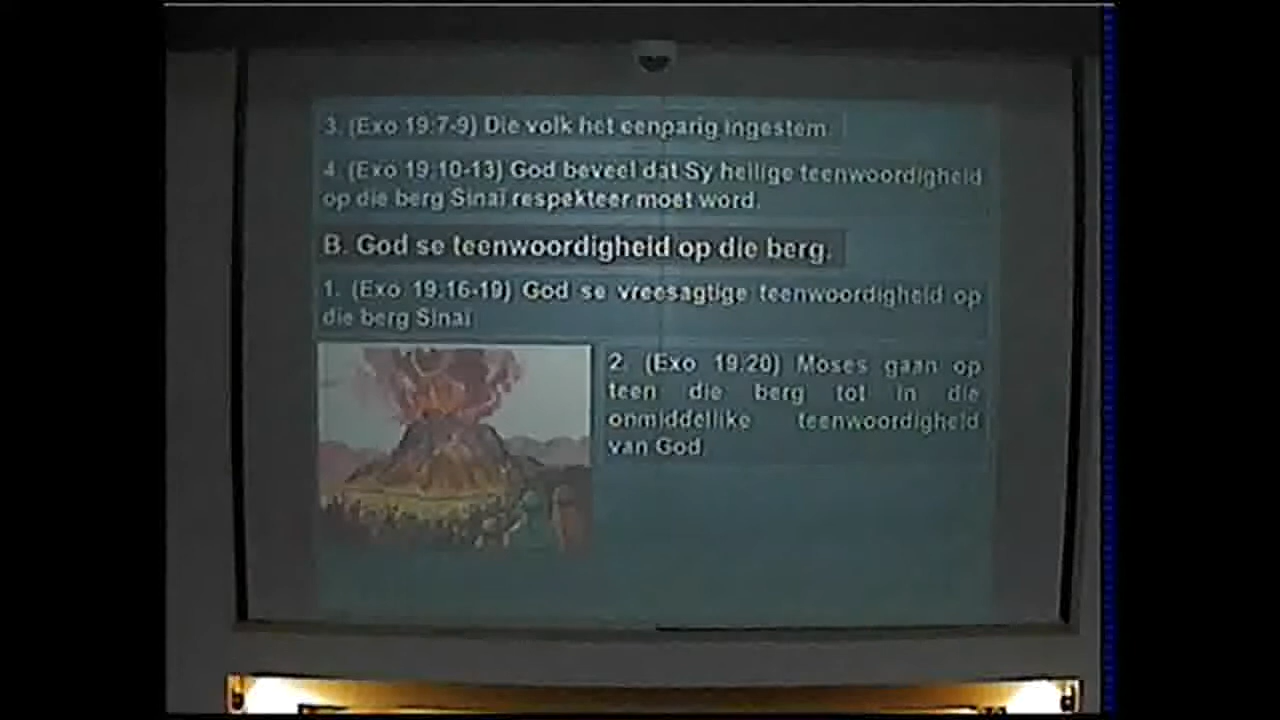 3. (Exo 19:7-9) Die volk het eenparig ingestem.
4. (Exo 19:10-13) God beveel dat Sy heilige teenwoordigheid
op die berg Sinaï respekteer moet word.
B. God se teenwoordigheid op die berg.
1. (Exo 19:16-19) God se vreesagtige teenwoordigheid op
die berg Sinaï
2. (Exo 19:20) Moses gaan op
teen die berg tot in die
onmiddellike teenwoordigheid
van God